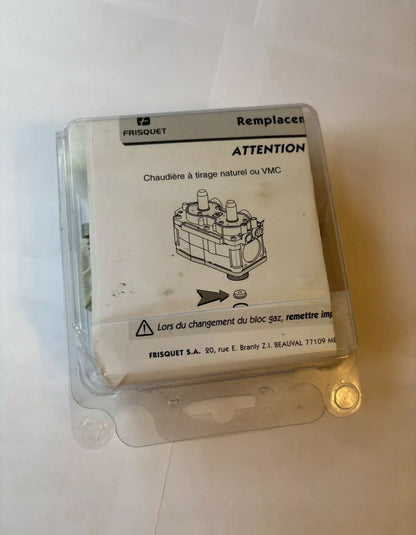 FRISQUET
Remplacem
ATTENTION
Chaudière à tirage naturel ou VMC
Lors du changement du bloc gaz, remettre imp
FRISQUET S.A. 20, rue E. Branly Z.I. BEAUVAL 77109 ME